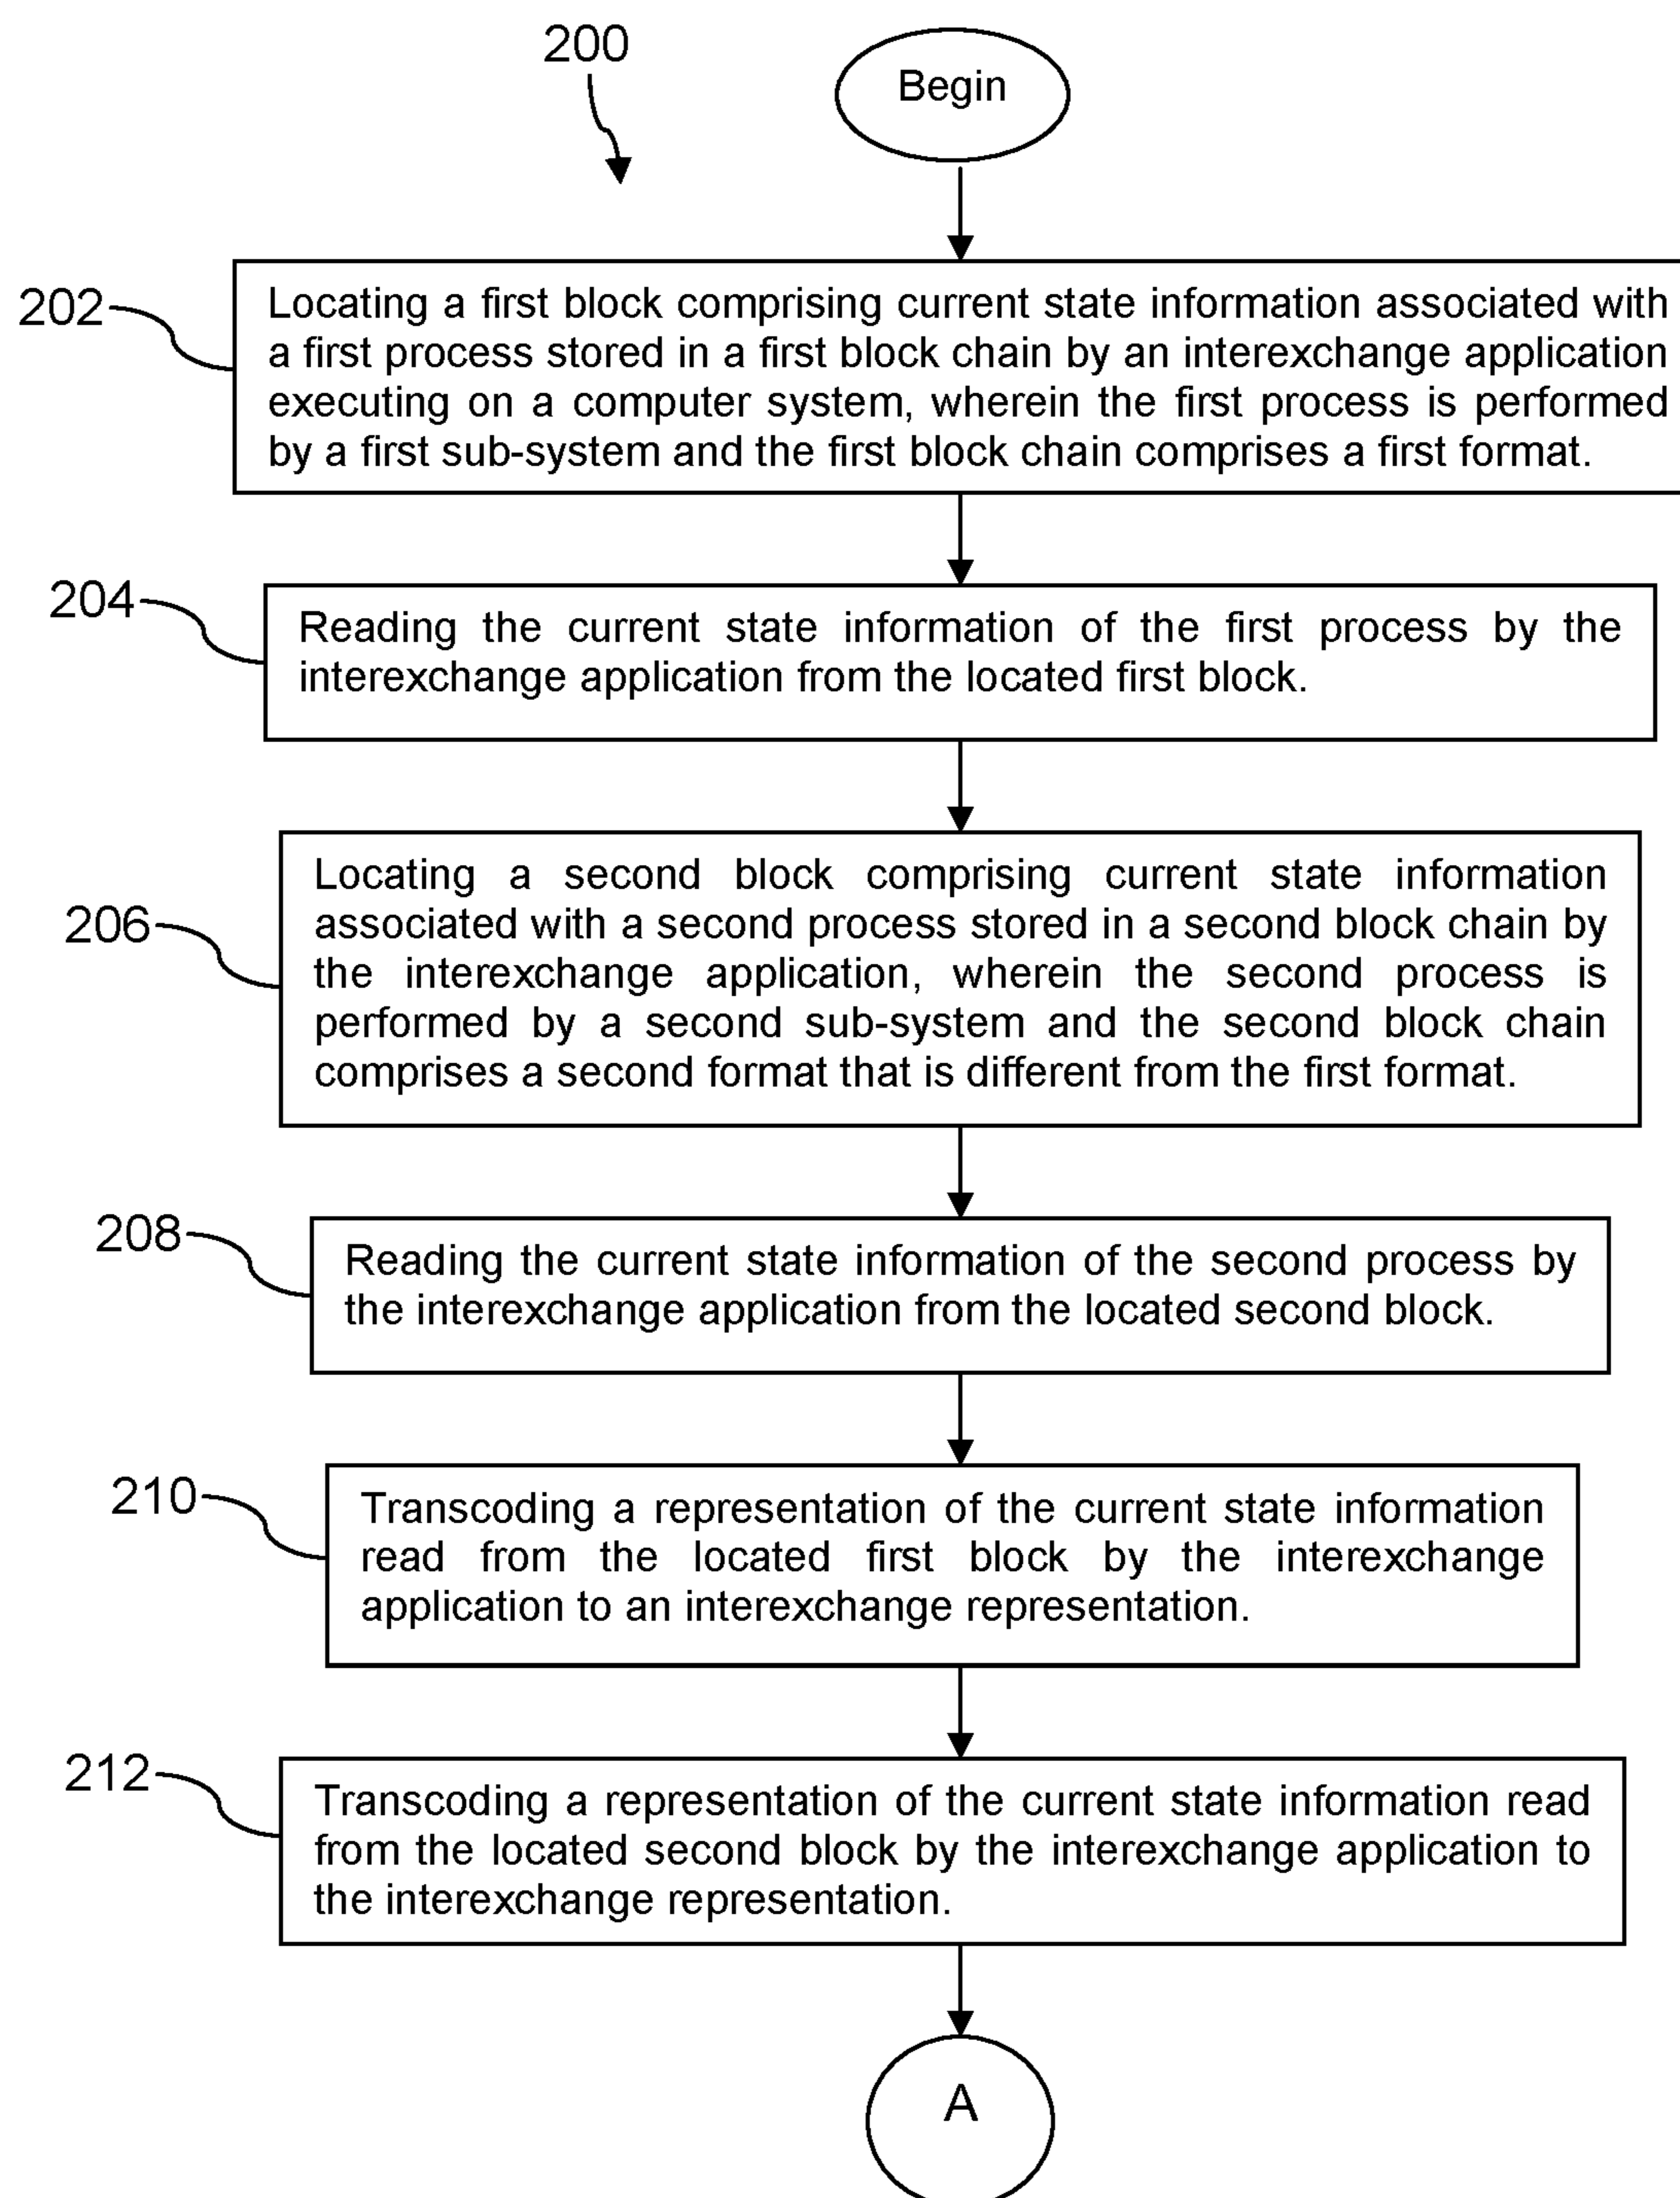 200
Begin
202
Locating a first block comprising current state information associated with
a first process stored in a first block chain by an interexchange application
executing on a computer system, wherein the first process is performed
by a first sub-system and the first block chain comprises a first format.
204
Reading the current state information of the first process by the
interexchange application from the located first block.
206
Locating a second block comprising current state information
associated with a second process stored in a second block chain by
the interexchange application, wherein the second process is
performed by a second sub-system and the second block chain
comprises a second format that is different from the first format.
208
Reading the current state information of the second process by
the interexchange application from the located second block.
210
Transcoding a representation of the current state information
read from the located first block by the interexchange
application to an interexchange representation.
212
Transcoding a representation of the current state information read
from the located second block by the interexchange application to
the interexchange representation.
A